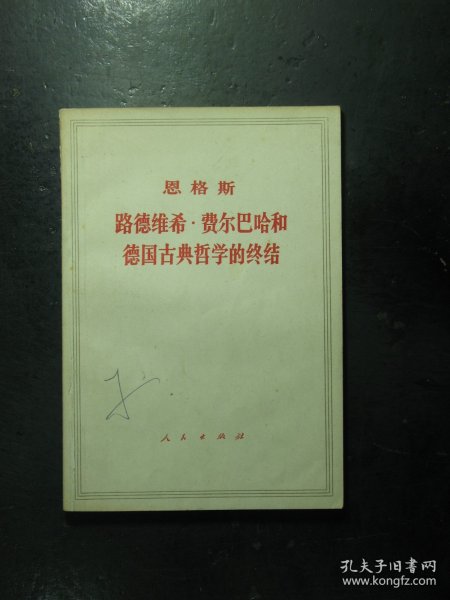 恩格斯
路德维希·费尔巴哈和
德国古典哲学的终结
人民出版社
孔夫子旧书网
www.kongfz.com